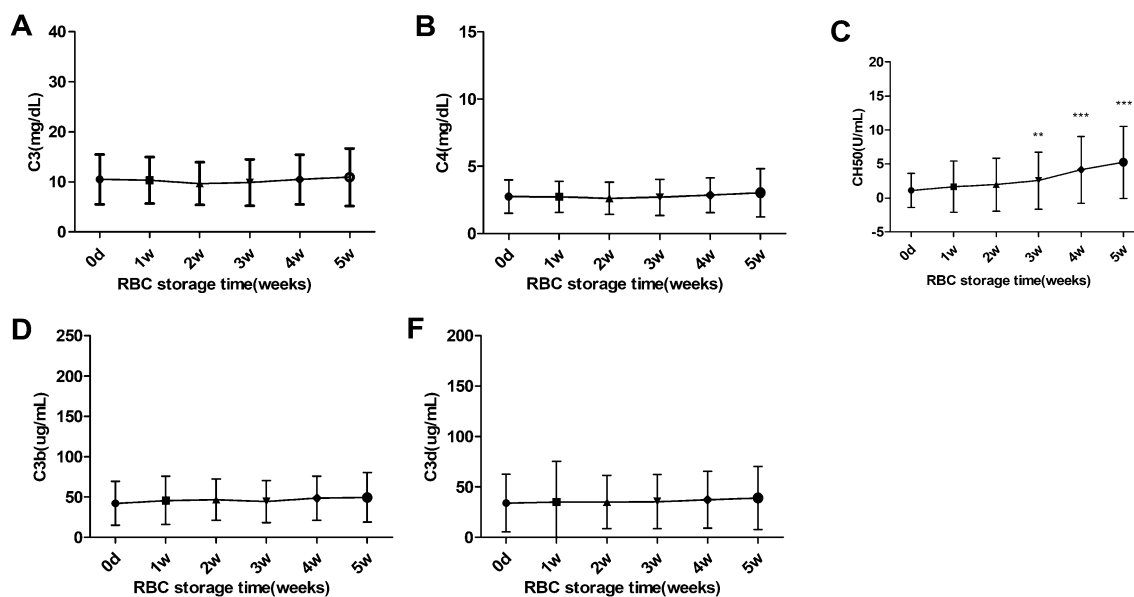 A
C3(mg/dL)
40
30
20
10
0
0d 1w 2w 3w 4w 5w
RBC storage time(weeks)
B
C4(mg/dL)
15
10
5
0
0d 1w 2w 3w 4w 5w
RBC storage time(weeks)
C
CH50(U/mL)
20
15
10
5
0
-5
** *** ***
0d 1w 2w 3w 4w 5w
RBC storage time(weeks)
D
C3b(ug/mL)
250
200
150
100
50
0
0d 1w 2w 3w 4w 5w
RBC storage time(weeks)
F
C3d(ug/mL)
200
150
100
50
0
0d 1w 2w 3w 4w 5w
RBC storage time(weeks)